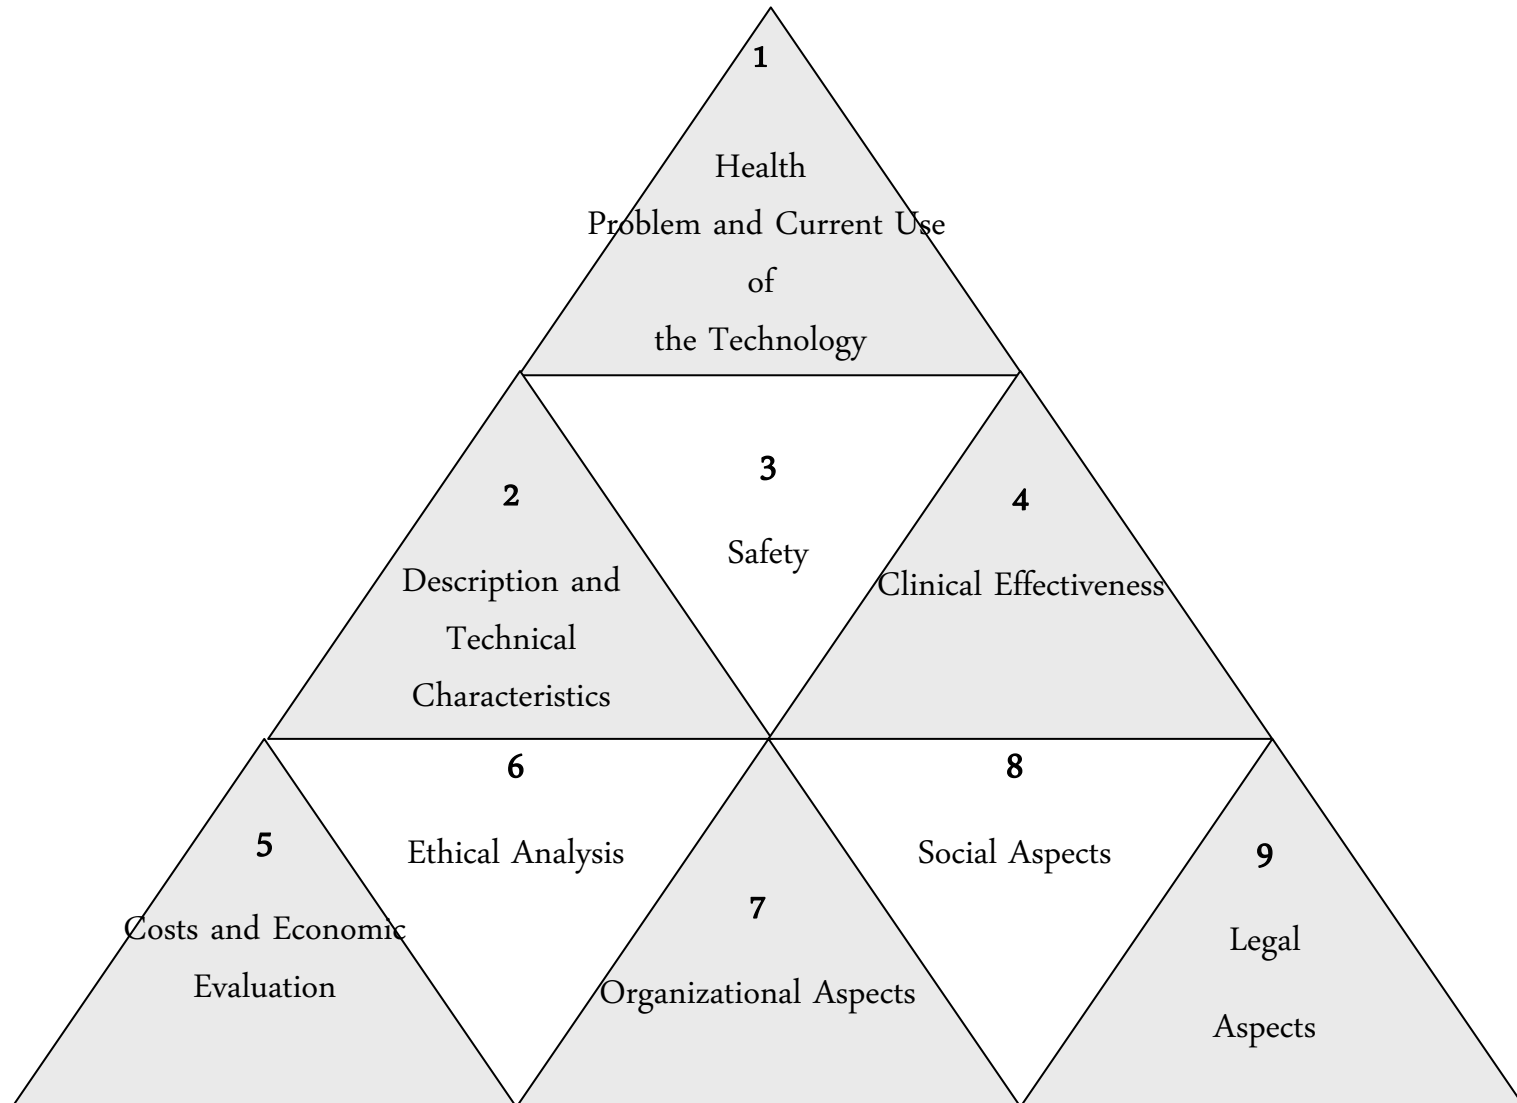 1
Health
Problem and Current Use
of
the Technology
2
Description and
Technical
Characteristics
3
Safety
4
Clinical Effectiveness
5
Costs and Economic
Evaluation
6
Ethical Analysis
7
Organizational Aspects
8
Social Aspects
9
Legal
Aspects